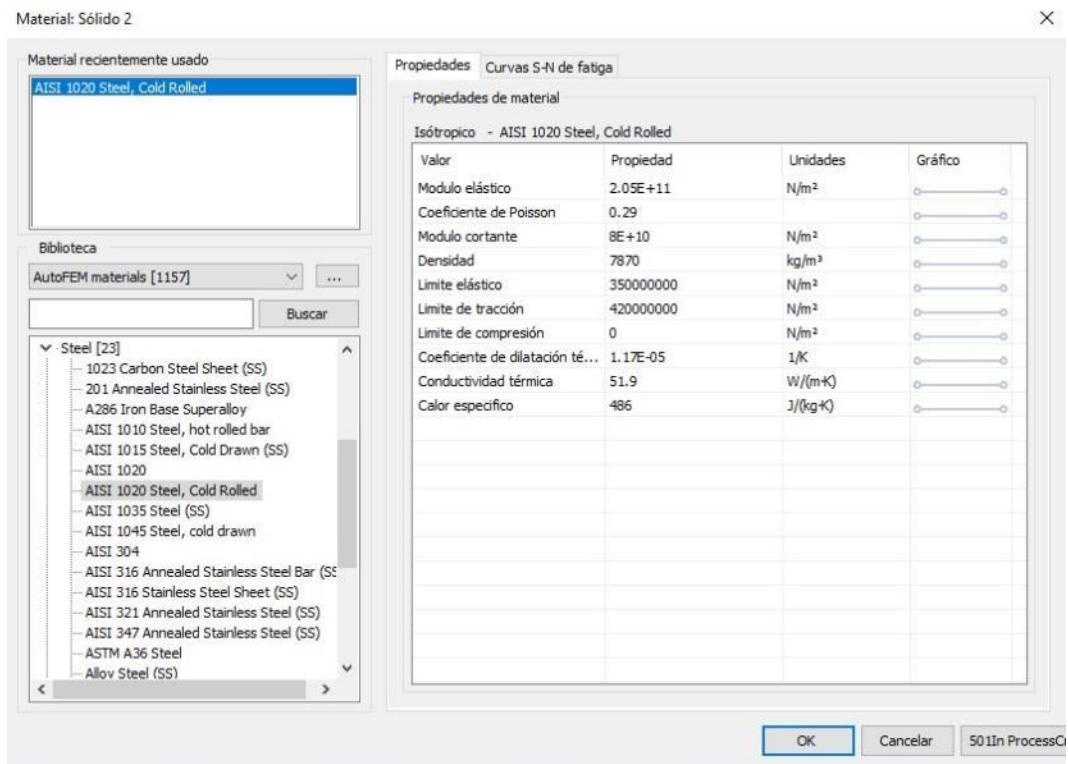 Material: Sólido 2
Material recientemente usado
AISI 1020 Steel, Cold Rolled
Biblioteca
AutoFEM materials [1157]
...
Buscar
Steel [23]
1023 Carbon Steel Sheet (SS)
201 Annealed Stainless Steel (SS)
A286 Iron Base Superalloy
AISI 1010 Steel, hot rolled bar
AISI 1015 Steel, Cold Drawn (SS)
AISI 1020
AISI 1020 Steel, Cold Rolled
AISI 1035 Steel (SS)
AISI 1045 Steel, cold drawn
AISI 304
AISI 316 Annealed Stainless Steel Bar (SS
AISI 316 Stainless Steel Sheet (SS)
AISI 321 Annealed Stainless Steel (SS)
AISI 347 Annealed Stainless Steel (SS)
ASTM A36 Steel
Alloy Steel (SS)
Propiedades Curvas S-N de fatiga
Propiedades de material
Isótropico - AISI 1020 Steel, Cold Rolled
Valor Propiedad Unidades Gráfico
Modulo elástico 2.05E+11 N/m²
Coeficiente de Poisson 0.29
Modulo cortante 8E+10 N/m²
Densidad 7870 kg/m³
Limite elástico 350000000 N/m²
Limite de tracción 420000000 N/m²
Limite de compresión 0 N/m²
Coeficiente de dilatación té... 1.17E-05 1/K
Conductividad térmica 51.9 W/(m·K)
Calor especifico 486 J/(kg·K)
OK Cancelar 501In ProcessCr